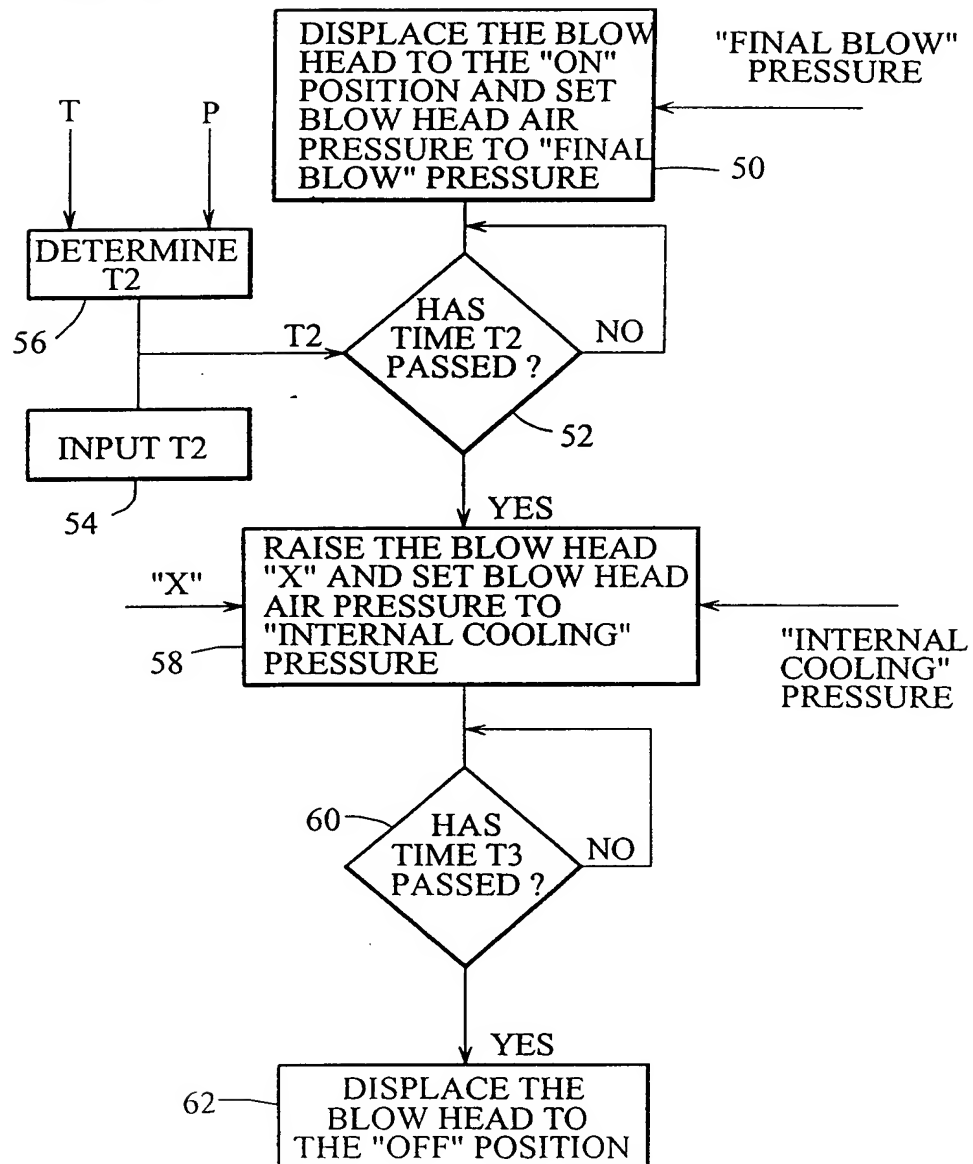 DISPLACE THE BLOW
HEAD TO THE "ON"
POSITION AND SET
BLOW HEAD AIR
PRESSURE TO "FINAL
BLOW" PRESSURE
"FINAL BLOW"
PRESSURE
50
T
P
DETERMINE
T2
56
T2
HAS
TIME T2
PASSED ?
NO
52
INPUT T2
54
YES
RAISE THE BLOW HEAD
"X" AND SET BLOW HEAD
AIR PRESSURE TO
"INTERNAL COOLING"
PRESSURE
"X"
58
"INTERNAL
COOLING"
PRESSURE
60
HAS
TIME T3
PASSED ?
NO
YES
62
DISPLACE THE
BLOW HEAD TO
THE "OFF" POSITION